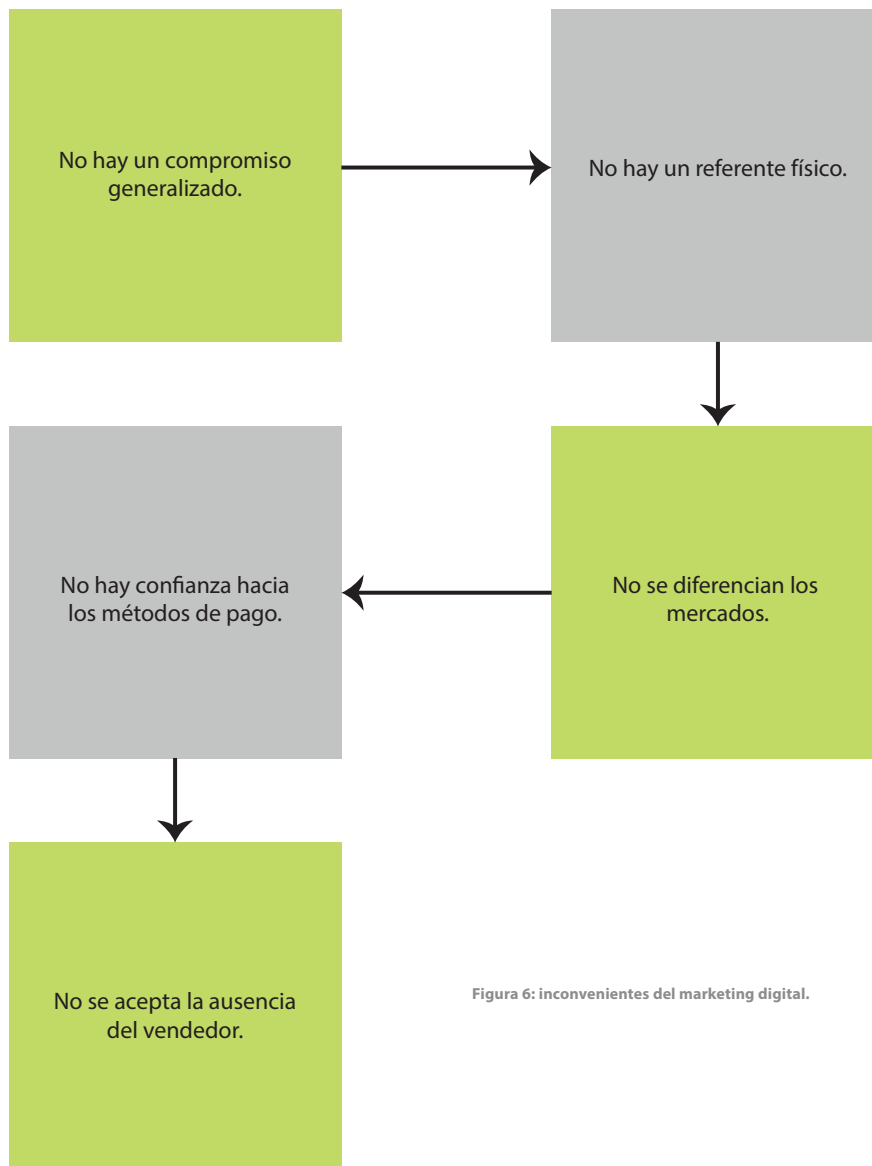 No hay un compromiso
generalizado.
No hay un referente físico.
No se diferencian los
mercados.
No hay confianza hacia
los métodos de pago.
No se acepta la ausencia
del vendedor.
Figura 6: inconvenientes del marketing digital.